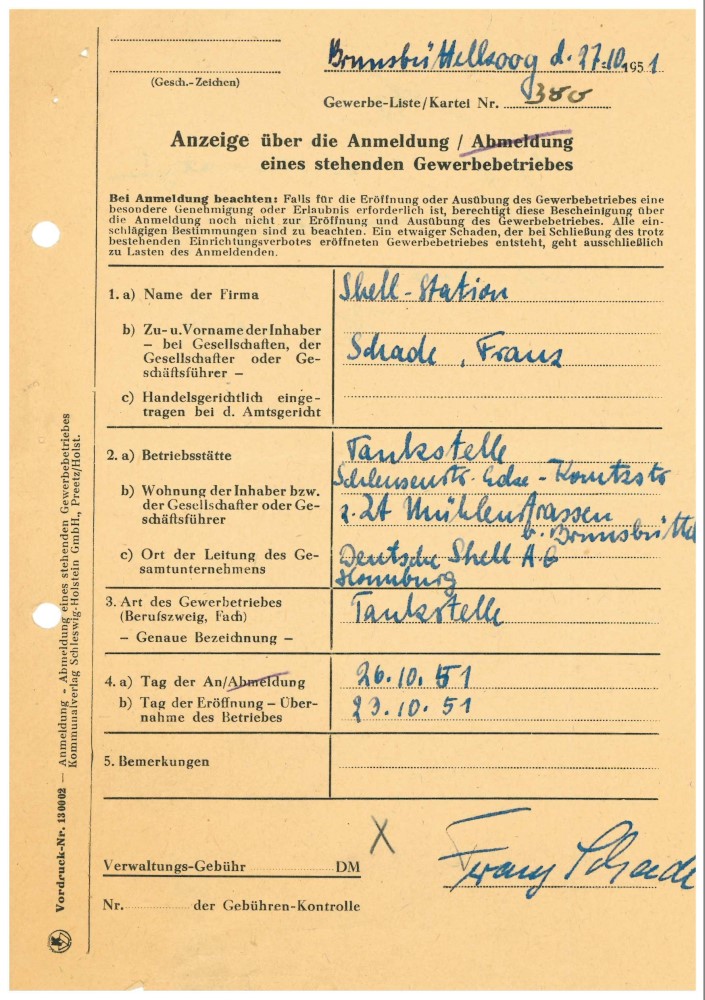 Brunsbüttelkoog d. 27.10. 1951
(Gesch.-Zeichen)
Gewerbe-Liste/Kartei Nr. 380
Anzeige über die Anmeldung / Abmeldung
eines stehenden Gewerbebetriebes
Bei Anmeldung beachten: Falls für die Eröffnung oder Ausübung des Gewerbebetriebes eine
besondere Genehmigung oder Erlaubnis erforderlich ist, berechtigt diese Bescheinigung über
die Anmeldung noch nicht zur Eröffnung und Ausübung des Gewerbebetriebes. Alle ein-
schlägigen Bestimmungen sind zu beachten. Ein etwaiger Schaden, der bei Schließung des trotz
bestehenden Einrichtungsverbotes eröffneten Gewerbebetriebes entsteht, geht ausschließlich
zu Lasten des Anmeldenden.
1. a) Name der Firma
Shell-Station
b) Zu- u. Vorname der Inhaber
– bei Gesellschaften, der
Gesellschafter oder Ge-
schäftsführer –
Schade, Franz
c) Handelsgerichtlich einge-
tragen bei d. Amtsgericht
2. a) Betriebsstätte
Tankstelle
Schleusenstr. Ecke - Koogstr
b) Wohnung der Inhaber bzw.
der Gesellschafter oder Ge-
schäftsführer
z. Zt Mühlenstrassen
b. Brunsbüttel
c) Ort der Leitung des Ge-
samtunternehmens
Deutsche Shell A G
Hamburg
3. Art des Gewerbetriebes
(Berufszweig, Fach)
– Genaue Bezeichnung –
Tankstelle
4. a) Tag der An/Abmeldung
26.10.51
b) Tag der Eröffnung – Über-
nahme des Betriebes
23.10.51
5. Bemerkungen
X
Verwaltungs-Gebühr DM
Franz Schade
Nr. der Gebühren-Kontrolle
Vordruck-Nr. 130002 — Anmeldung - Abmeldung eines stehenden Gewerbebetriebes
Kommunalverlag Schleswig-Holstein GmbH., Preetz/Holst.